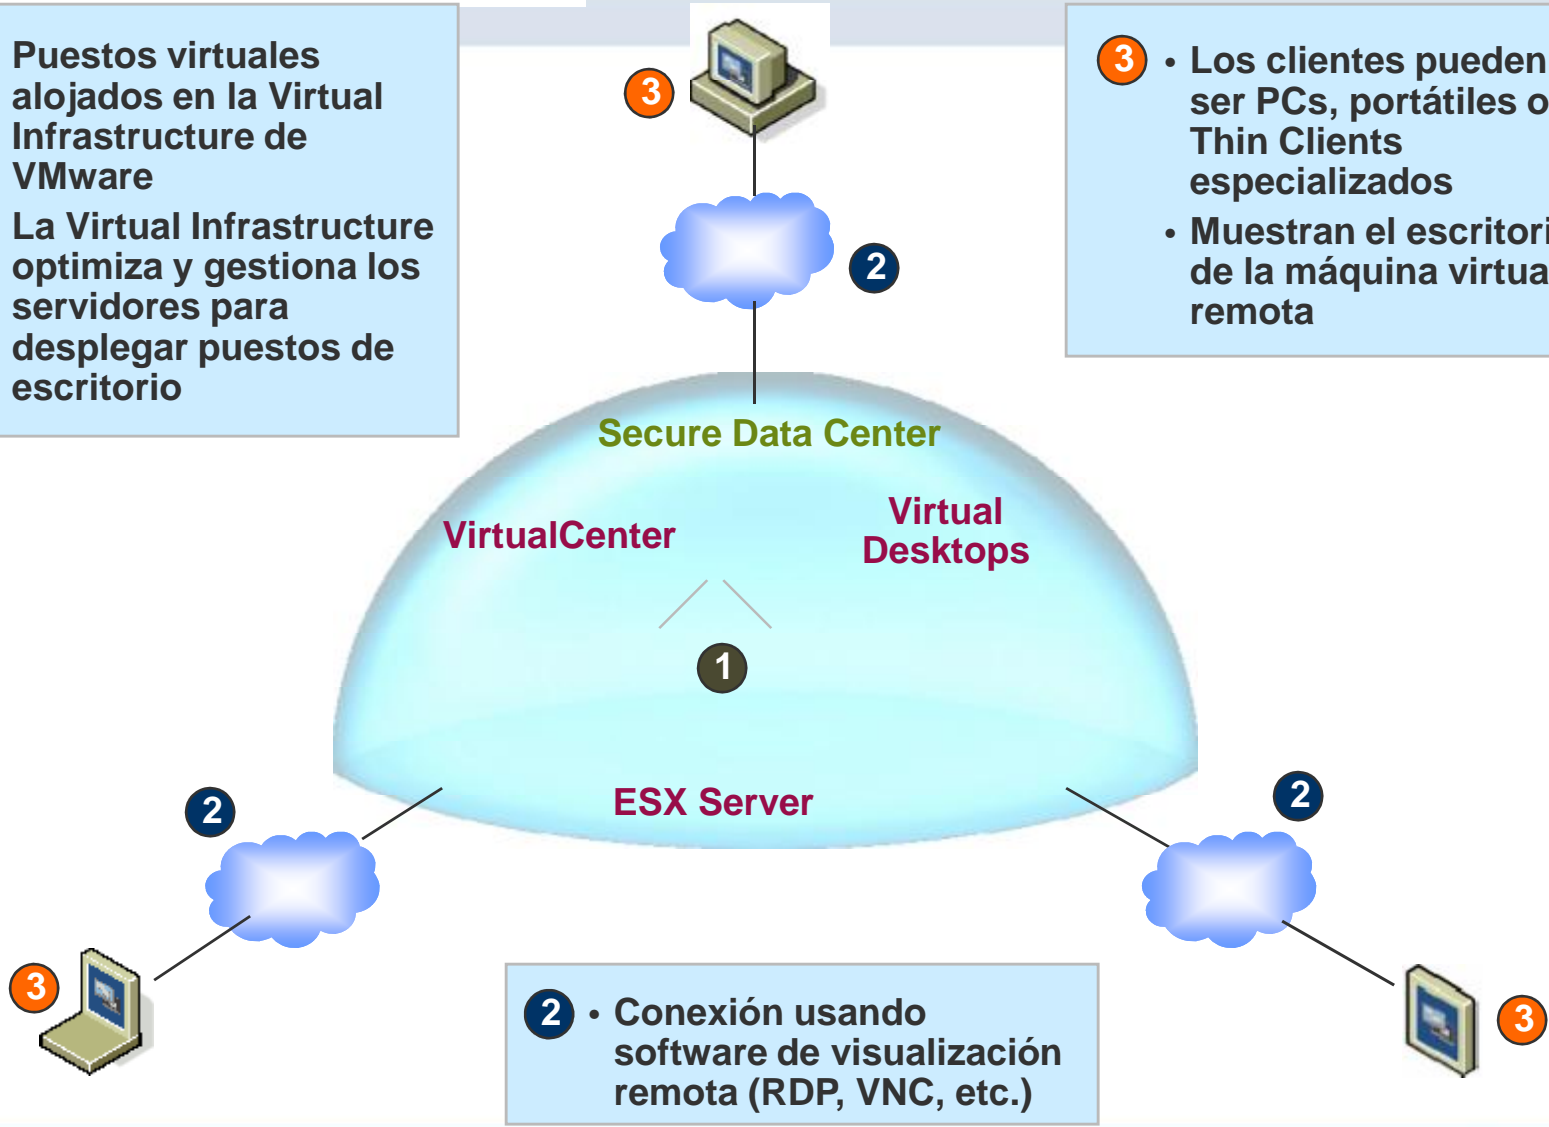 Puestos virtuales
alojados en la Virtual
Infrastructure de
VMware
La Virtual Infrastructure
optimiza y gestiona los
servidores para
desplegar puestos de
escritorio
3
3 • Los clientes pueden
ser PCs, portátiles o
Thin Clients
especializados
• Muestran el escritori
de la máquina virtua
remota
2
Secure Data Center
VirtualCenter
Virtual
Desktops
1
ESX Server
2
2
3
3
2 • Conexión usando
software de visualización
remota (RDP, VNC, etc.)